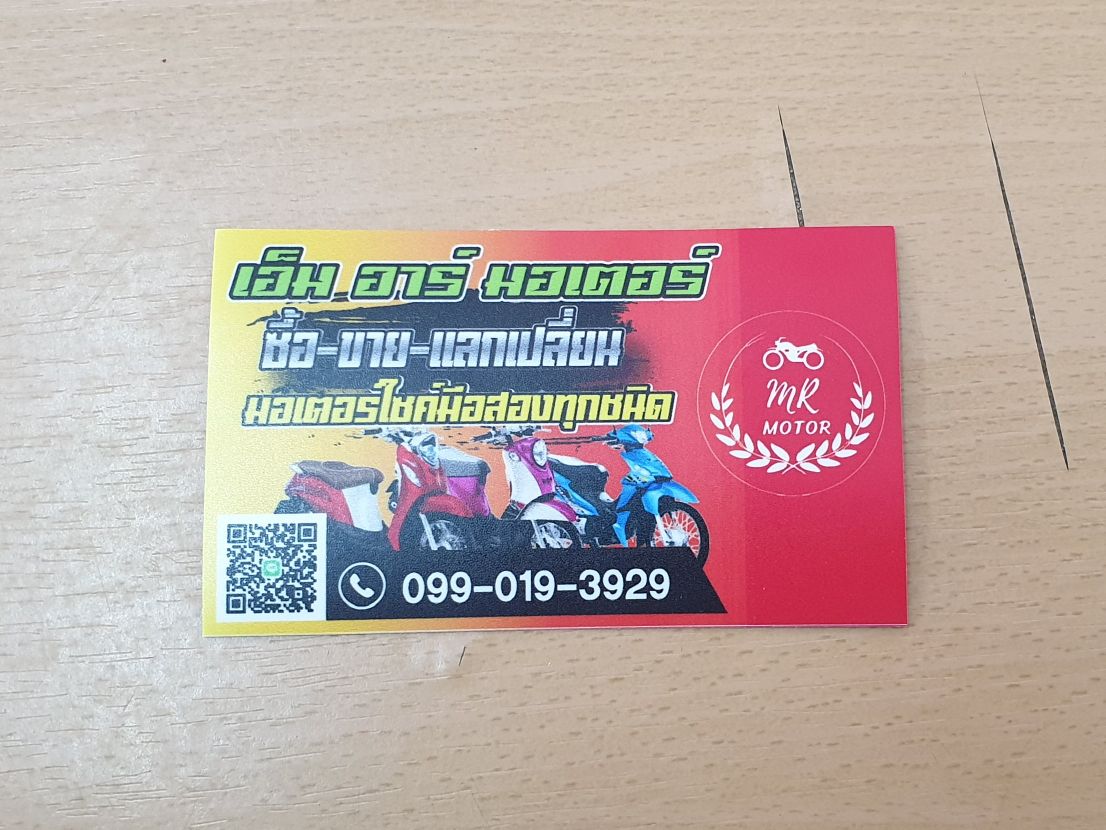 เอ็ม อาร์ มอเตอร์
ซื้อ-ขาย-แลกเปลี่ยน
มอเตอร์ไซค์มือสองทุกชนิด
099-019-3929
MR
MOTOR